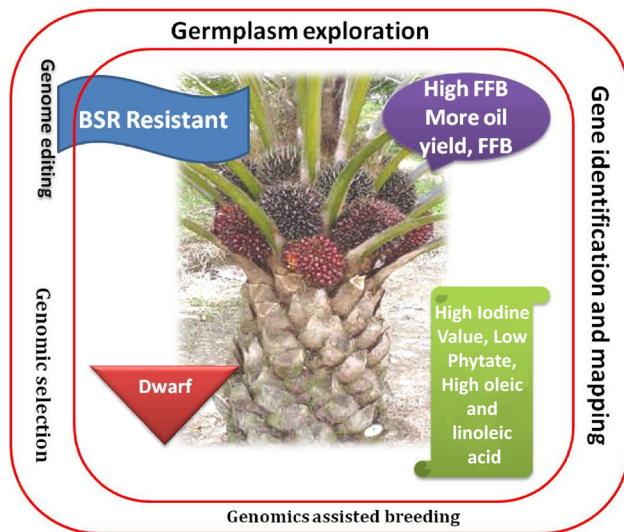 Germplasm exploration
Genome editing
BSR Resistant
High FFB
More oil
yield, FFB
Gene identification and mapping
Genomic selection
High Iodine
Value, Low
Phytate,
High oleic
and
linoleic
acid
Dwarf
Genomics assisted breeding